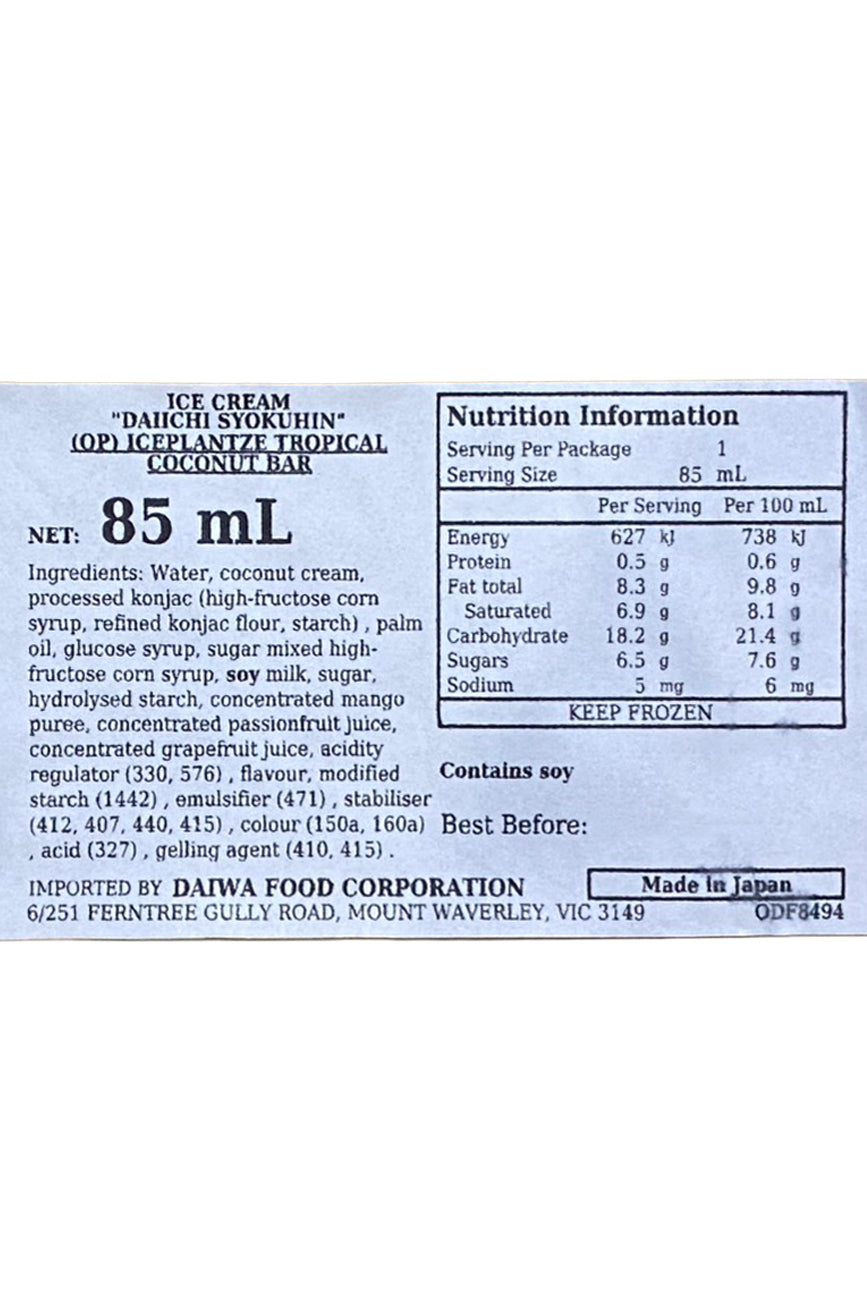 ICE CREAM
"DAIICHI SYOKUHIN"
(OP) ICEPLANTZE TROPICAL
COCONUT BAR
NET: 85 mL
Ingredients: Water, coconut cream,
processed konjac (high-fructose corn
syrup, refined konjac flour, starch) , palm
oil, glucose syrup, sugar mixed high-
fructose corn syrup, soy milk, sugar,
hydrolysed starch, concentrated mango
puree, concentrated passionfruit juice,
concentrated grapefruit juice, acidity
regulator (330, 576) , flavour, modified
starch (1442) , emulsifier (471) , stabiliser
(412, 407, 440, 415) , colour (150a, 160a)
, acid (327) , gelling agent (410, 415) .
Nutrition Information
Serving Per Package 1
Serving Size 85 mL
Per Serving Per 100 mL
Energy 627 kJ 738 kJ
Protein 0.5 g 0.6 g
Fat total 8.3 g 9.8 g
Saturated 6.9 g 8.1 g
Carbohydrate 18.2 g 21.4 g
Sugars 6.5 g 7.6 g
Sodium 5 mg 6 mg
KEEP FROZEN
Contains soy
Best Before:
IMPORTED BY DAIWA FOOD CORPORATION
6/251 FERNTREE GULLY ROAD, MOUNT WAVERLEY, VIC 3149
Made in Japan
ODF8494